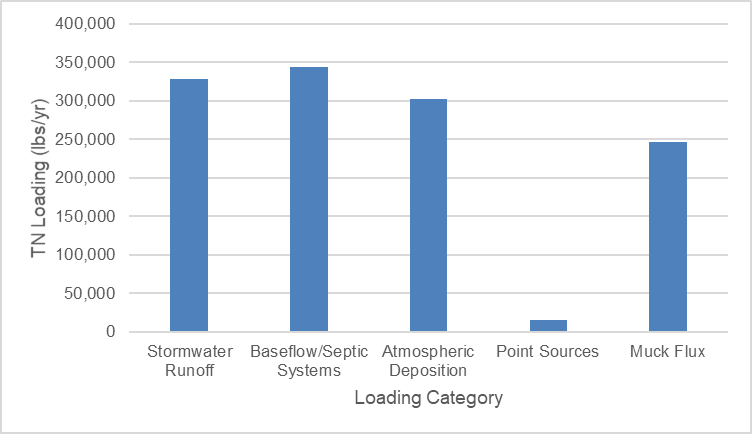 400,000
350,000
300,000
250,000
200,000
150,000
100,000
50,000
0
TN Loading (lbs/yr)
Stormwater
Runoff
Baseflow/Septic
Systems
Atmospheric
Deposition
Point Sources
Muck Flux
Loading Category